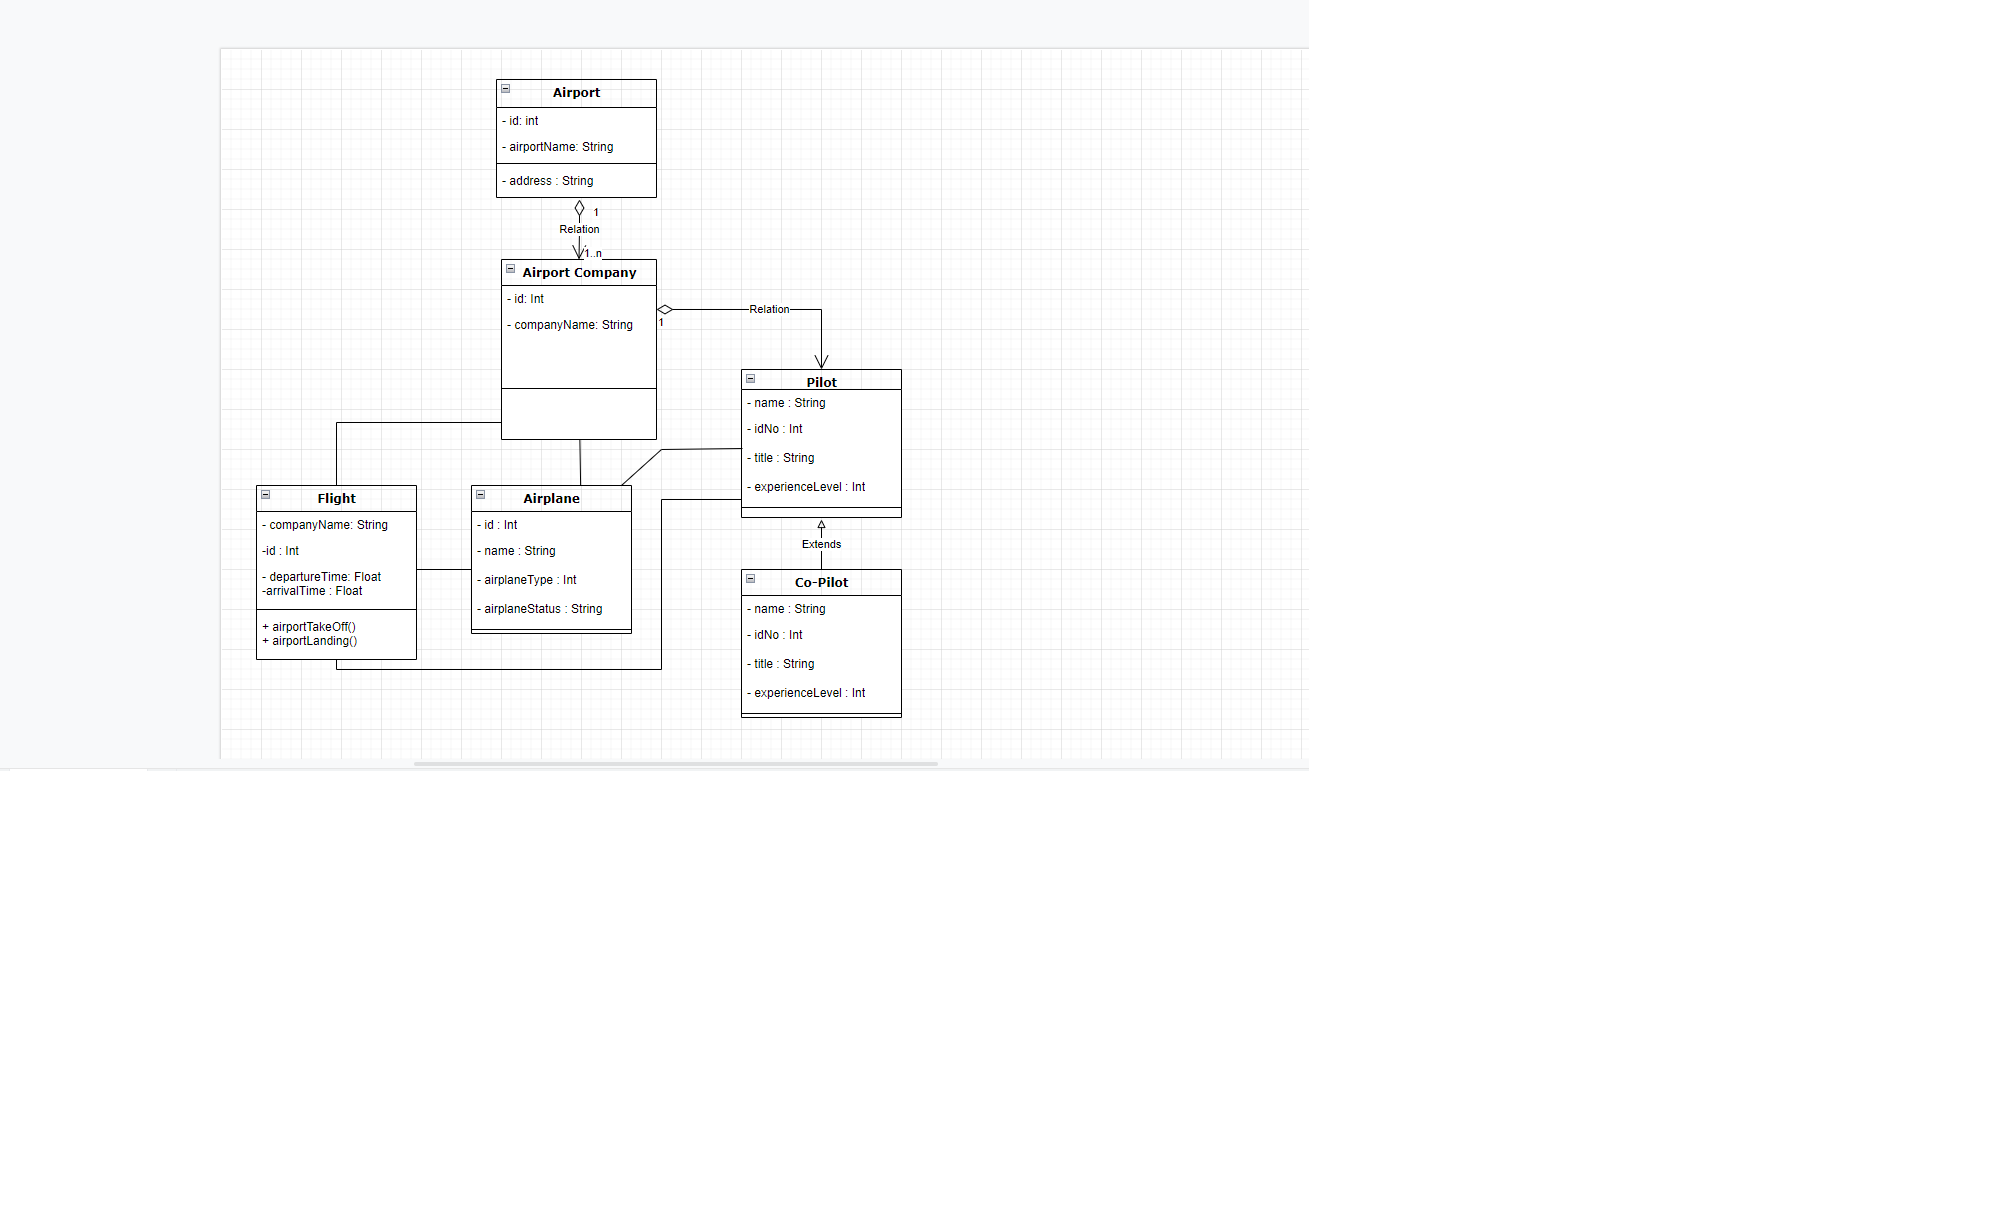 Airport
- id: int
- airportName: String
- address : String
1
Relation
1..n
Airport Company
- id: Int
- companyName: String
1
Relation
Pilot
- name : String
- idNo : Int
- title : String
- experienceLevel : Int
Flight
- companyName: String
-id : Int
- departureTime: Float
-arrivalTime : Float
+ airportTakeOff()
+ airportLanding()
Airplane
- id : Int
- name : String
- airplaneType : Int
- airplaneStatus : String
Extends
Co-Pilot
- name : String
- idNo : Int
- title : String
- experienceLevel : Int